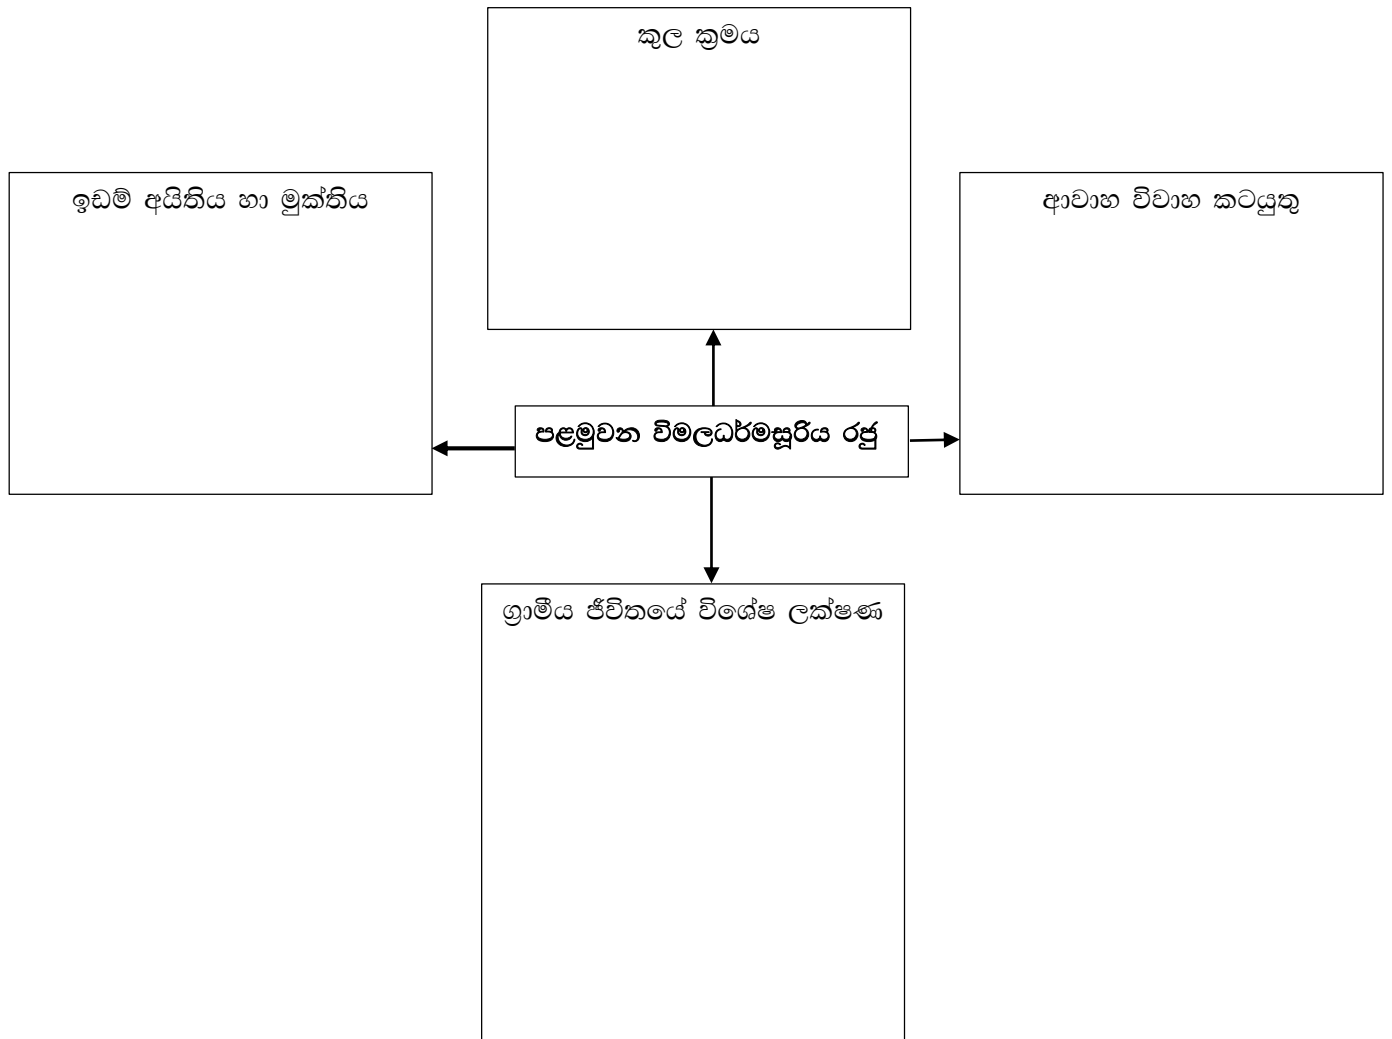 කුල ක්‍රමය
ඉඩම් අයිතිය හා භුක්තිය
ආවාහ විවාහ කටයුතු
පළමුවන විමලධර්මසූරිය රජු
ග්‍රාමීය ජීවිතයේ විශේෂ ලක්ෂණ